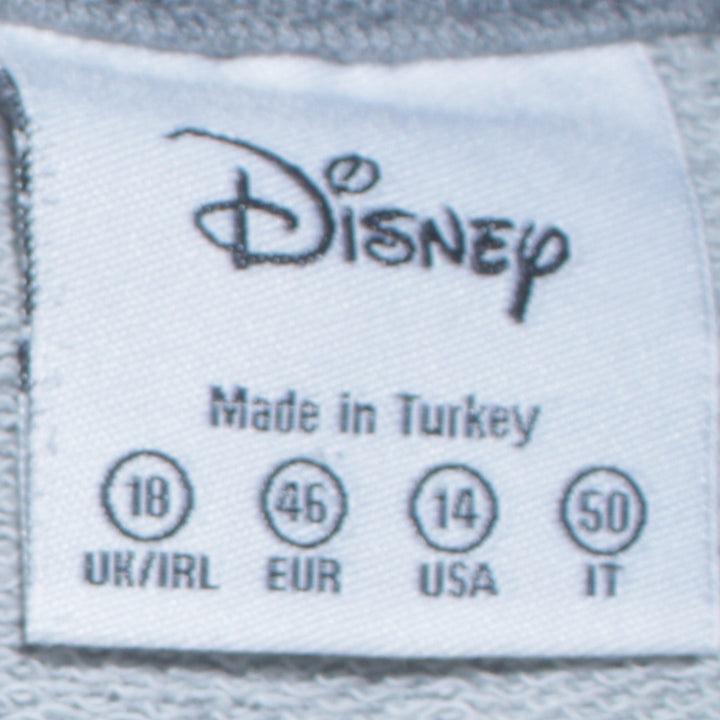 Disney
Made in Turkey
18 46 14 50
UK/IRL EUR USA IT